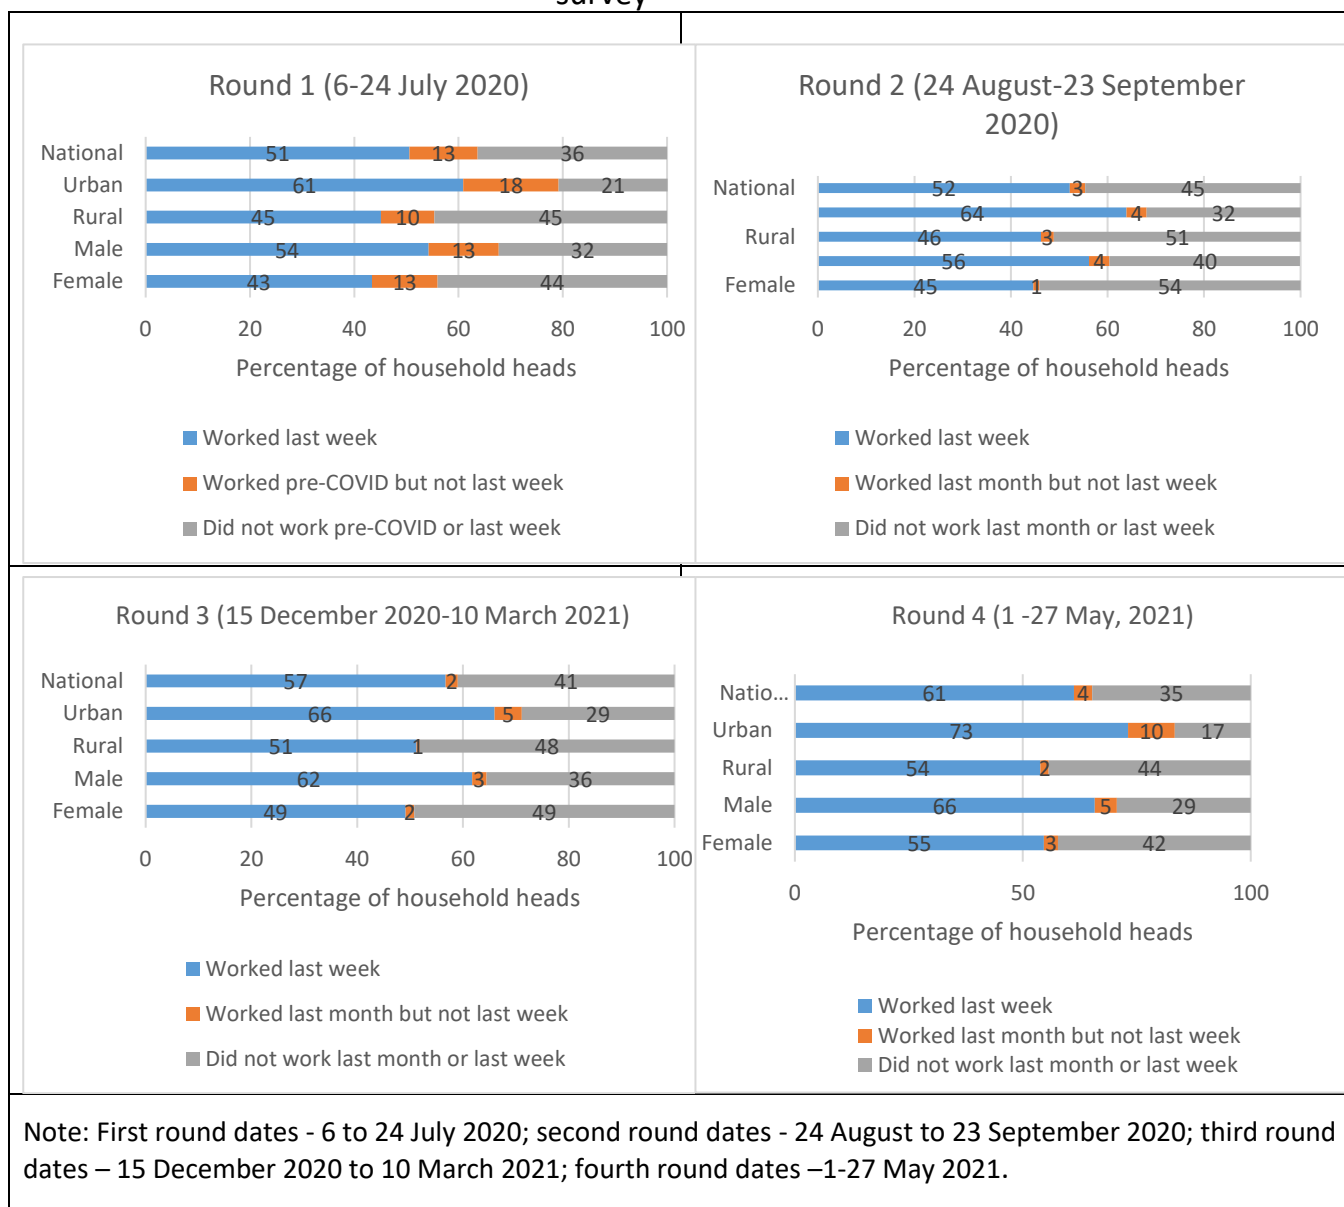 survey
Round 1 (6-24 July 2020)
National 51 13 36
Urban 61 18 21
Rural 45 10 45
Male 54 13 32
Female 43 13 44
0 20 40 60 80 100
Percentage of household heads
Worked last week
Worked pre-COVID but not last week
Did not work pre-COVID or last week
Round 2 (24 August-23 September
2020)
National 52 3 45
64 4 32
Rural 46 3 51
56 4 40
Female 45 1 54
0 20 40 60 80 100
Percentage of household heads
Worked last week
Worked last month but not last week
Did not work last month or last week
Round 3 (15 December 2020-10 March 2021)
National 57 2 41
Urban 66 5 29
Rural 51 1 48
Male 62 3 36
Female 49 2 49
0 20 40 60 80 100
Percentage of household heads
Worked last week
Worked last month but not last week
Did not work last month or last week
Round 4 (1 -27 May, 2021)
Natio... 61 4 35
Urban 73 10 17
Rural 54 2 44
Male 66 5 29
Female 55 3 42
0 50 100
Percentage of household heads
Worked last week
Worked last month but not last week
Did not work last month or last week
Note: First round dates - 6 to 24 July 2020; second round dates - 24 August to 23 September 2020; third round
dates – 15 December 2020 to 10 March 2021; fourth round dates –1-27 May 2021.